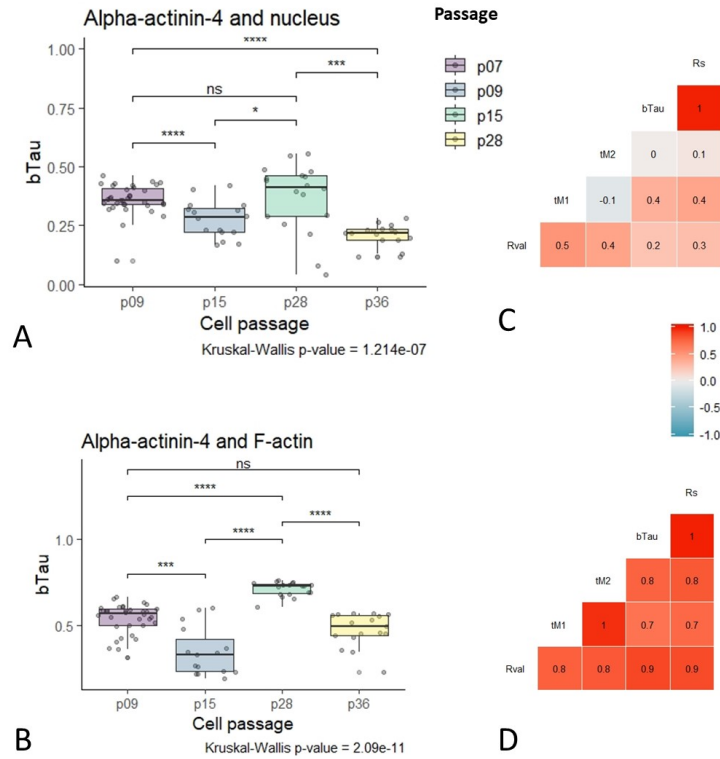 Alpha-actinin-4 and nucleus
bTau
1.00
0.75
0.50
0.25
0.00
****
***
ns
*
****
p09 p15 p28 p36
Cell passage
Kruskal-Wallis p-value = 1.214e-07
A
Passage
p07
p09
p15
p28
Rs
bTau 1
tM2 0 0.1
tM1 -0.1 0.4 0.4
Rval 0.5 0.4 0.2 0.3
C
1.0
0.5
0.0
-0.5
-1.0
Alpha-actinin-4 and F-actin
bTau
1.0
0.5
ns
****
**** ****
***
p09 p15 p28 p36
Cell passage
Kruskal-Wallis p-value = 2.09e-11
B
Rs
bTau 1
tM2 0.8 0.8
tM1 1 0.7 0.7
Rval 0.8 0.8 0.9 0.9
D